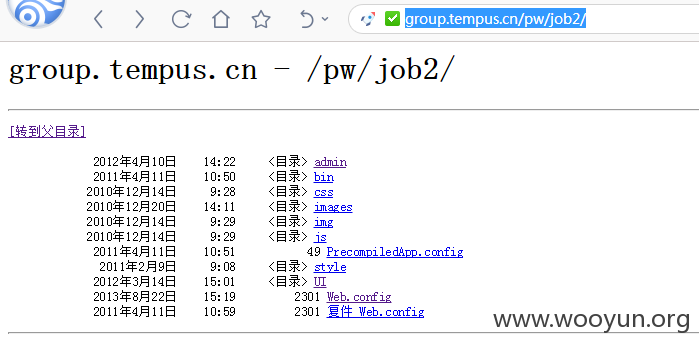 group.tempus.cn/pw/job2/
group.tempus.cn - /pw/job2/
[转到父目录]
2012年4月10日 14:22 <目录> admin
2011年4月11日 10:50 <目录> bin
2010年12月14日 9:28 <目录> css
2010年12月20日 14:11 <目录> images
2010年12月14日 9:29 <目录> img
2010年12月14日 9:29 <目录> js
2011年4月11日 10:51 49 PrecompiledApp.config
2011年2月9日 9:08 <目录> style
2012年3月14日 15:01 <目录> UI
2013年8月22日 15:19 2301 Web.config
2011年4月11日 10:59 2301 复件 Web.config
www.wooyun.org